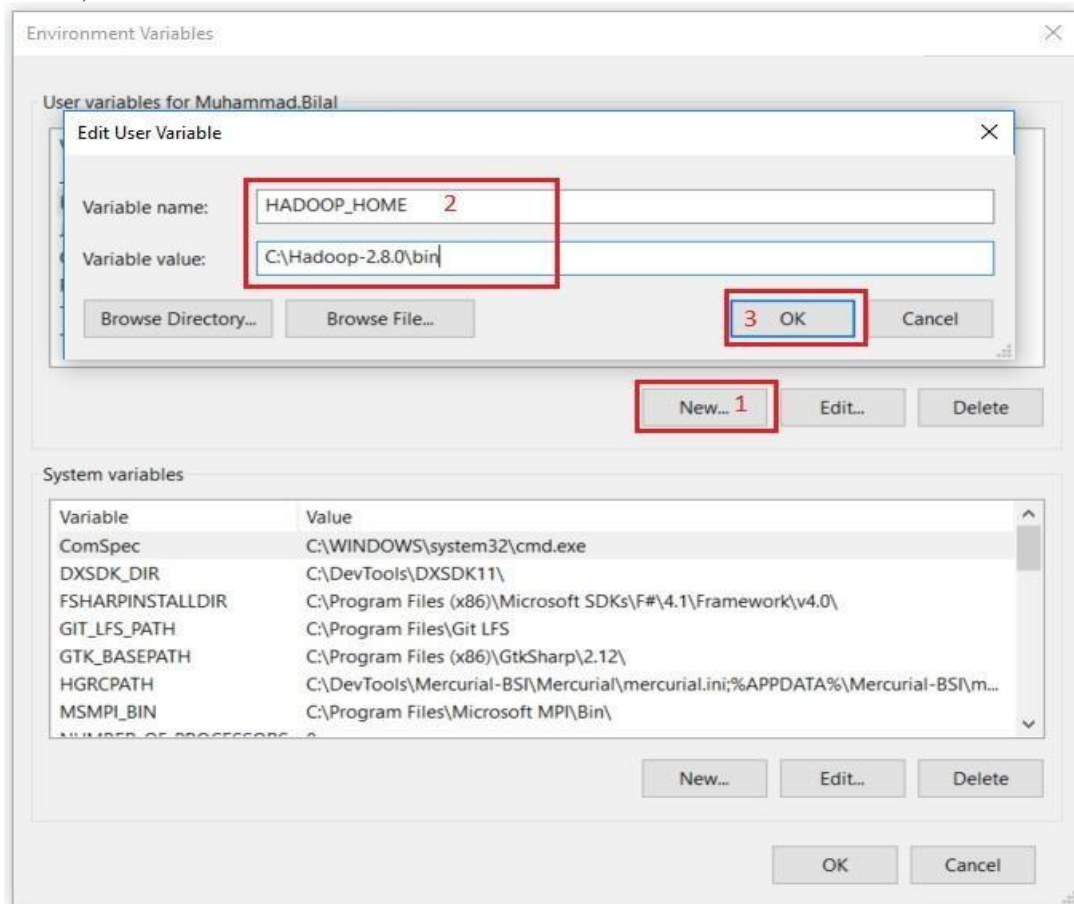 Environment Variables
User variables for Muhammad.Bilal
Edit User Variable
Variable name: HADOOP_HOME 2
Variable value: C:\Hadoop-2.8.0\bin
Browse Directory... Browse File... 3 OK Cancel
New... 1 Edit... Delete
System variables
Variable Value
ComSpec C:\WINDOWS\system32\cmd.exe
DXSDK_DIR C:\DevTools\DXSDK11\
FSHARPINSTALLDIR C:\Program Files (x86)\Microsoft SDKs\F#\4.1\Framework\v4.0\
GIT_LFS_PATH C:\Program Files\Git LFS
GTK_BASEPATH C:\Program Files (x86)\GtkSharp\2.12\
HGRCPATH C:\DevTools\Mercurial-BSI\Mercurial\mercurial.ini;%APPDATA%\Mercurial-BSI\m...
MSMPI_BIN C:\Program Files\Microsoft MPI\Bin\
NUMBER_OF_PROCESSORS
New... Edit... Delete
OK Cancel